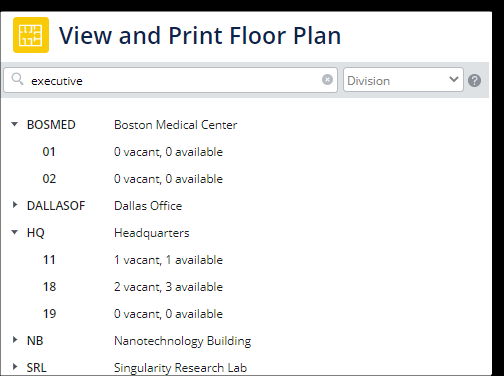 View and Print Floor Plan
executive Division ?
BOSMED Boston Medical Center
01 0 vacant, 0 available
02 0 vacant, 0 available
DALLASOF Dallas Office
HQ Headquarters
11 1 vacant, 1 available
18 2 vacant, 3 available
19 0 vacant, 0 available
NB Nanotechnology Building
SRL Singularity Research Lab